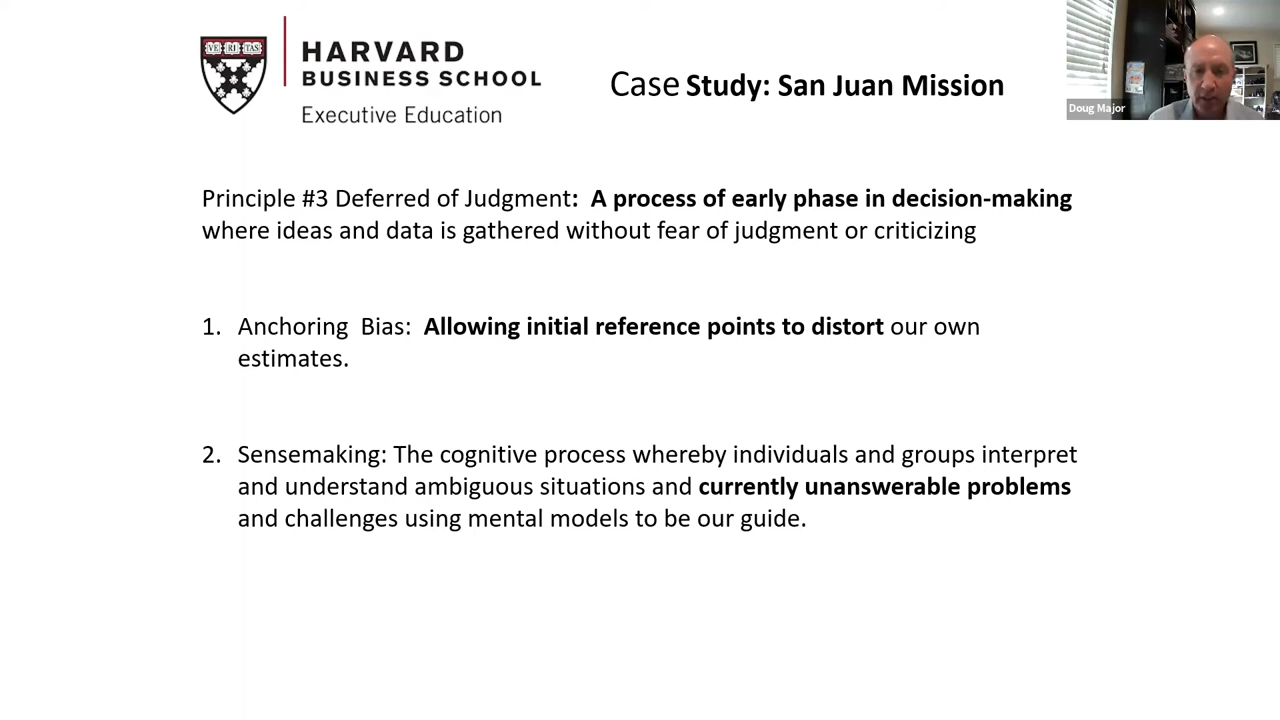 VE RI TAS
HARVARD
BUSINESS SCHOOL
Executive Education
Case Study: San Juan Mission
Doug Major
Principle #3 Deferred of Judgment: A process of early phase in decision-making
where ideas and data is gathered without fear of judgment or criticizing
1. Anchoring Bias: Allowing initial reference points to distort our own
estimates.
2. Sensemaking: The cognitive process whereby individuals and groups interpret
and understand ambiguous situations and currently unanswerable problems
and challenges using mental models to be our guide.